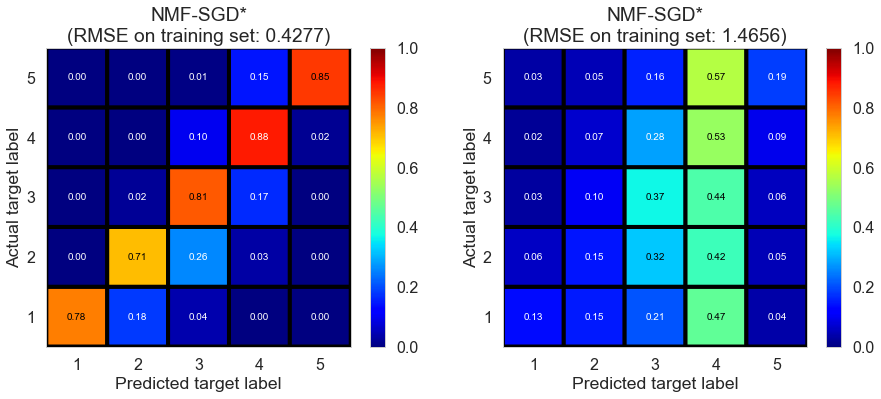 NMF-SGD*
(RMSE on training set: 0.4277)
Actual target label
5 0.00 0.00 0.01 0.15 0.85
4 0.00 0.00 0.10 0.88 0.02
3 0.00 0.02 0.81 0.17 0.00
2 0.00 0.71 0.26 0.03 0.00
1 0.78 0.18 0.04 0.00 0.00
1 2 3 4 5
Predicted target label
1.0
0.8
0.6
0.4
0.2
0.0
NMF-SGD*
(RMSE on training set: 1.4656)
Actual target label
5 0.03 0.05 0.16 0.57 0.19
4 0.02 0.07 0.28 0.53 0.09
3 0.03 0.10 0.37 0.44 0.06
2 0.06 0.15 0.32 0.42 0.05
1 0.13 0.15 0.21 0.47 0.04
1 2 3 4 5
Predicted target label
1.0
0.8
0.6
0.4
0.2
0.0